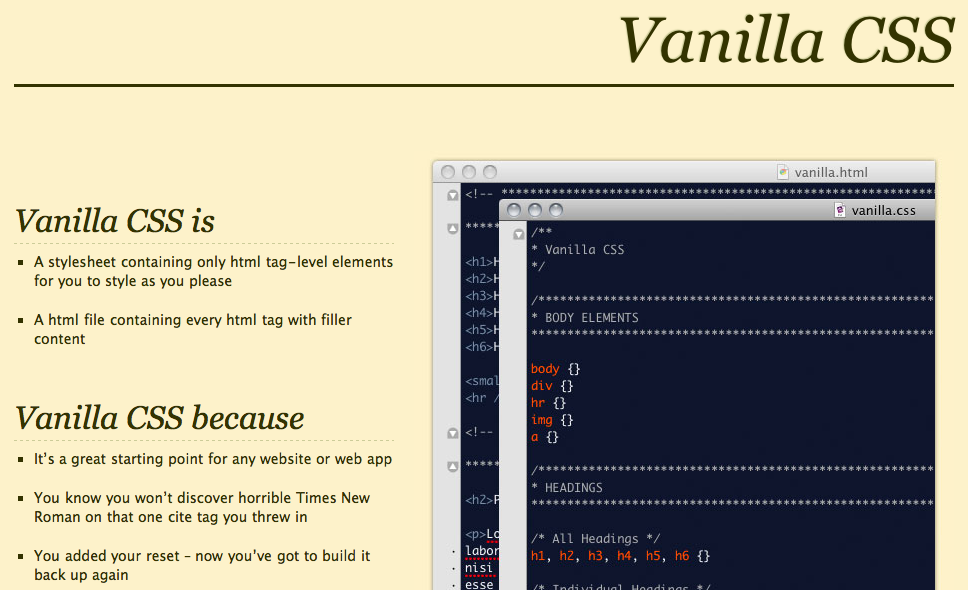 Vanilla CSS
Vanilla CSS is
A stylesheet containing only html tag-level elements
for you to style as you please
A html file containing every html tag with filler
content
Vanilla CSS because
It’s a great starting point for any website or web app
You know you won’t discover horrible Times New
Roman on that one cite tag you threw in
You added your reset – now you’ve got to build it
back up again
vanilla.html
<!-- ************************************************************
*****
<h1>H
<h2>H
<h3>H
<h4>H
<h5>H
<h6>H
<smal
<hr /
<!--
*****
<h2>P
<p>Lo
labor
nisi
esse
vanilla.css
/**
* Vanilla CSS
*/
/*******************************************************
* BODY ELEMENTS
********************************************************
body {}
div {}
hr {}
img {}
a {}
/*******************************************************
* HEADINGS
********************************************************
/* All Headings */
h1, h2, h3, h4, h5, h6 {}
/* Individual Headings */